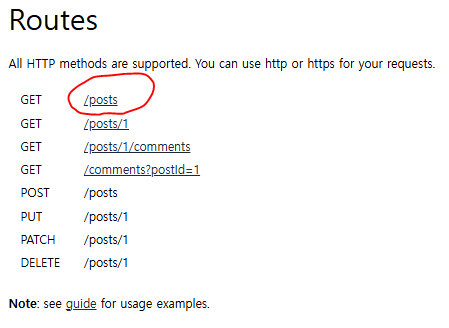 Routes
All HTTP methods are supported. You can use http or https for your requests.
GET /posts
GET /posts/1
GET /posts/1/comments
GET /comments?postId=1
POST /posts
PUT /posts/1
PATCH /posts/1
DELETE /posts/1
Note: see guide for usage examples.